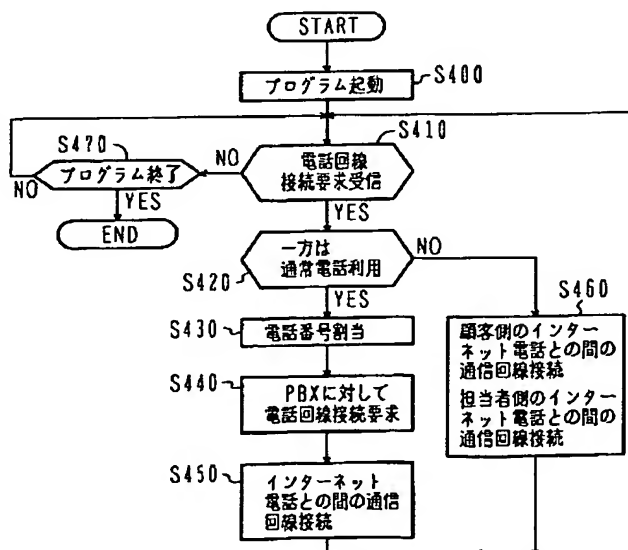 START
プログラム起動
S400
S410
電話回線
接続要求受信
NO
YES
S470
プログラム終了
NO
YES
END
一方は
通常電話利用
S420
NO
YES
S430
電話番号割当
S440
PBXに対して
電話回線接続要求
S450
インターネット
電話との間の通信
回線接続
S460
顧客側のインター
ネット電話との間の
通信回線接続
担当者側のインター
ネット電話との間の
通信回線接続